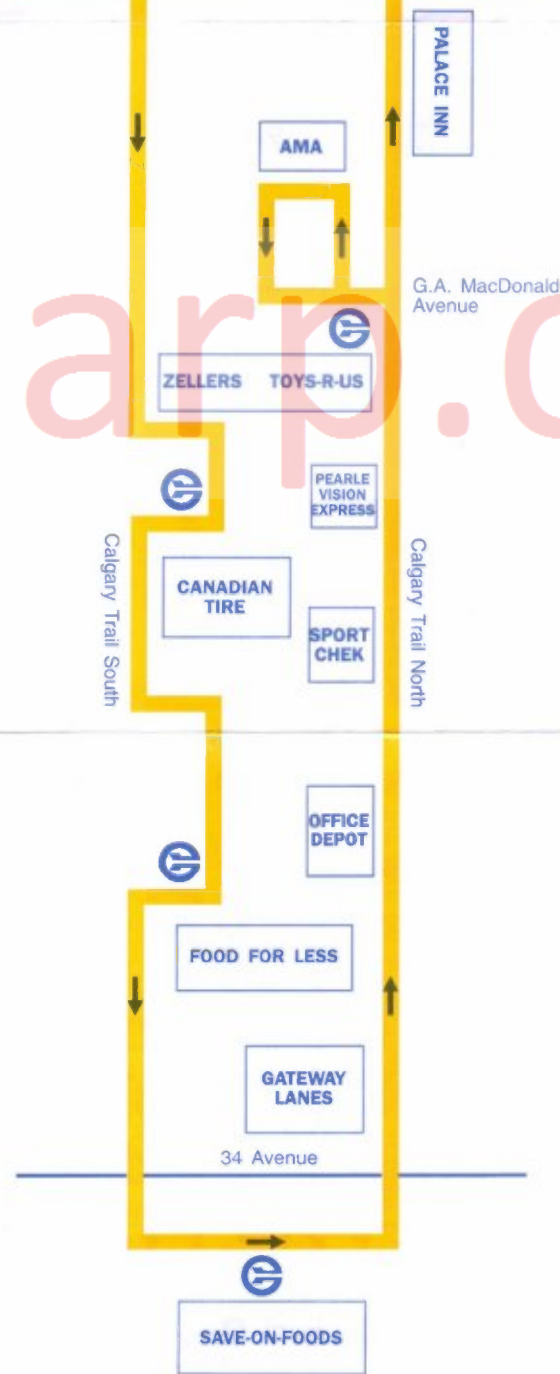 PALACE INN
AMA
G.A. MacDonald
Avenue
arp.c
ZELLERS TOYS-R-US
PEARLE
VISION
EXPRESS
Calgary Trail South
CANADIAN
TIRE
Calgary Trail North
SPORT
CHEK
OFFICE
DEPOT
FOOD FOR LESS
GATEWAY
LANES
34 Avenue
SAVE-ON-FOODS